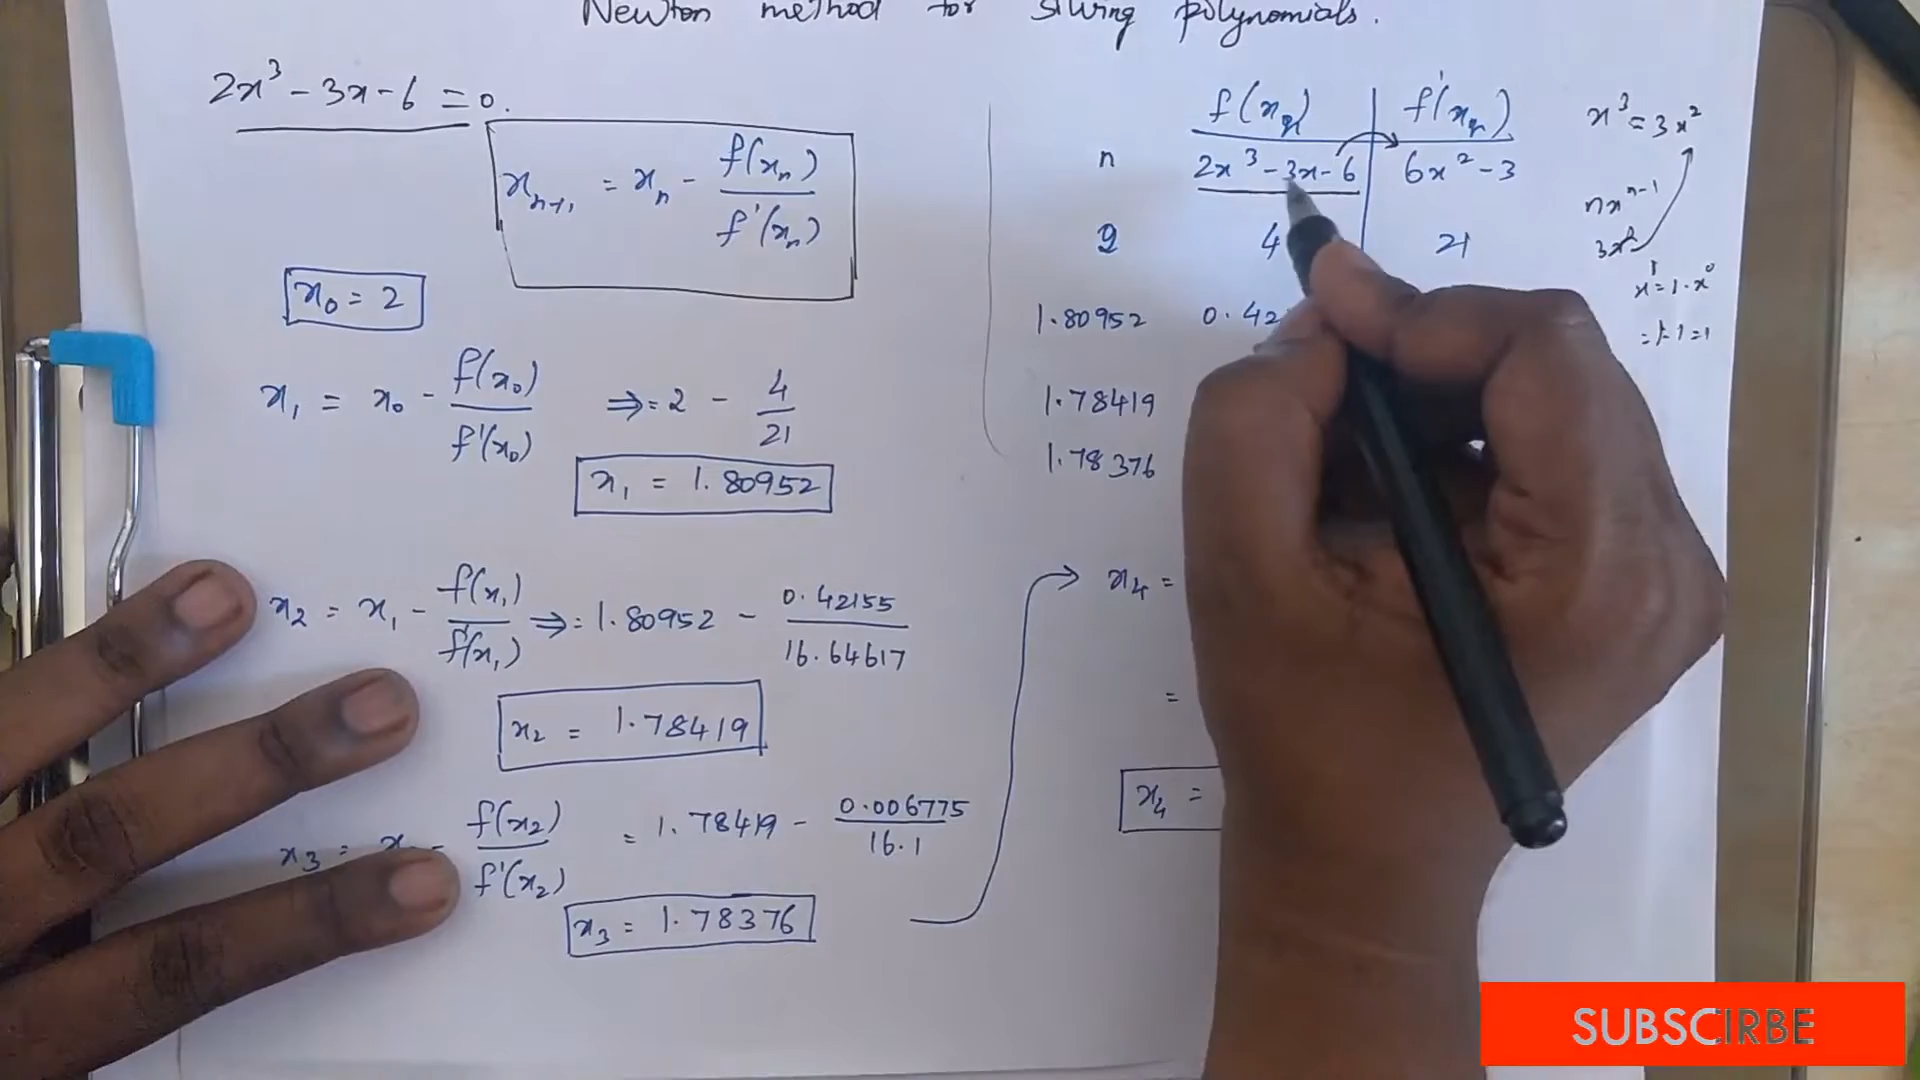 Newton method for solving polynomials.
2x³ - 3x - 6 = 0.
xₙ₊₁ = xₙ - f(xₙ) / f'(xₙ)
x₀ = 2
x₁ = x₀ - f(x₀) / f'(x₀) ⇒ = 2 - 4 / 21
x₁ = 1.80952
x₂ = x₁ - f(x₁) / f'(x₁) ⇒ = 1.80952 - 0.42155 / 16.64617
x₂ = 1.78419
x₃ = - f(x₂) / f'(x₂) = 1.78419 - 0.006775 / 16.1
x₃ = 1.78376
f(xₙ) f'(xₙ)
n 2x³ - 3x - 6 6x² - 3
2 4 21
1.80952 0.42
1.78419
1.78376
x₄ =
=
x₄ =
x³ = 3x²
nxⁿ⁻¹
3x²
x¹ = 1·x⁰
= 1·1 = 1
SUBSCIRBE